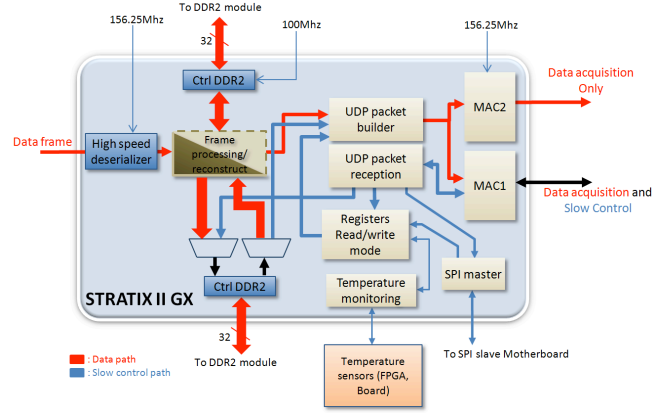 156.25Mhz
To DDR2 module
32
100Mhz
156.25Mhz
Ctrl DDR2
Data frame
High speed
deserializer
Frame
processing/
reconstruct
UDP packet
builder
UDP packet
reception
MAC2
MAC1
Data acquisition
Only
Data acquisition and
Slow Control
Registers
Read/write
mode
SPI master
Temperature
monitoring
Ctrl DDR2
STRATIX II GX
32
To DDR2 module
To SPI slave Motherboard
Temperature
sensors (FPGA,
Board)
: Data path
: Slow control path